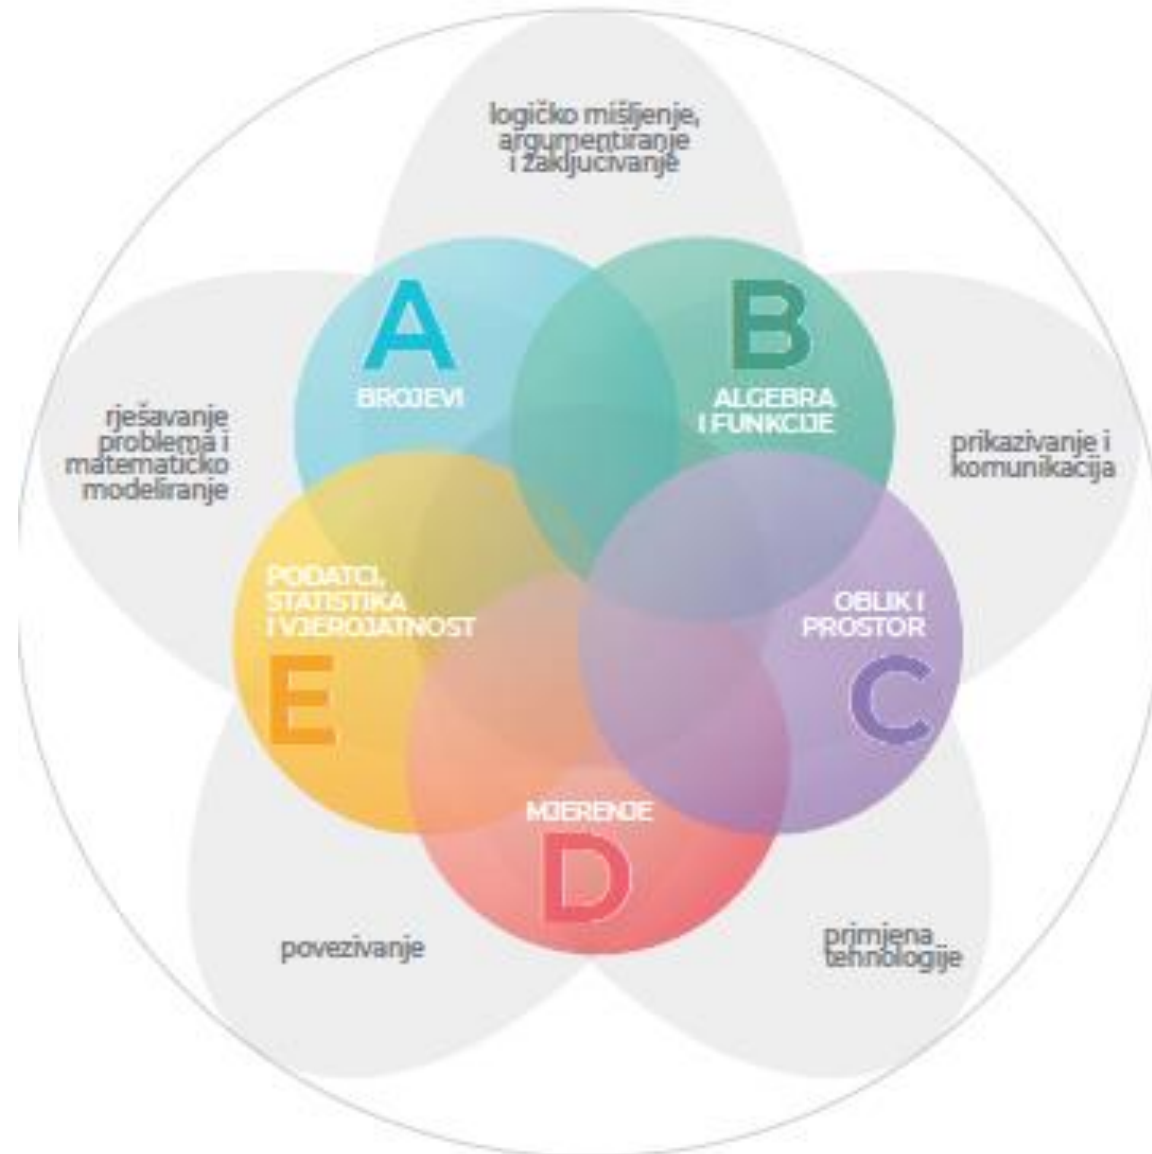 logičko mišljenje,
argumentiranje
i zaključivanje
A
BROJEVI
B
ALGEBRA
I FUNKCIJE
rješavanje
problema i
matematičko
modeliranje
prikazivanje i
komunikacija
PODATCI,
STATISTIKA
I VJEROJATNOST
E
OBLIK I
PROSTOR
C
MJERENJE
D
povezivanje
primjena
tehnologije